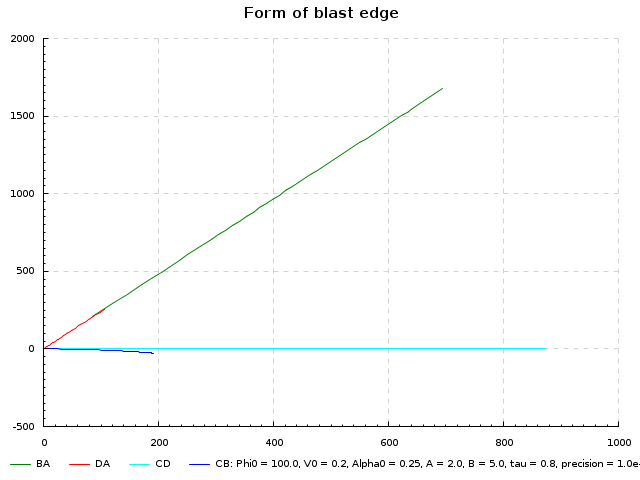 Form of blast edge
2000
1500
1000
500
0
-500
0 200 400 600 800 1000
BA DA CD CB: Phi0 = 100.0, V0 = 0.2, Alpha0 = 0.25, A = 2.0, B = 5.0, tau = 0.8, precision = 1.0e-